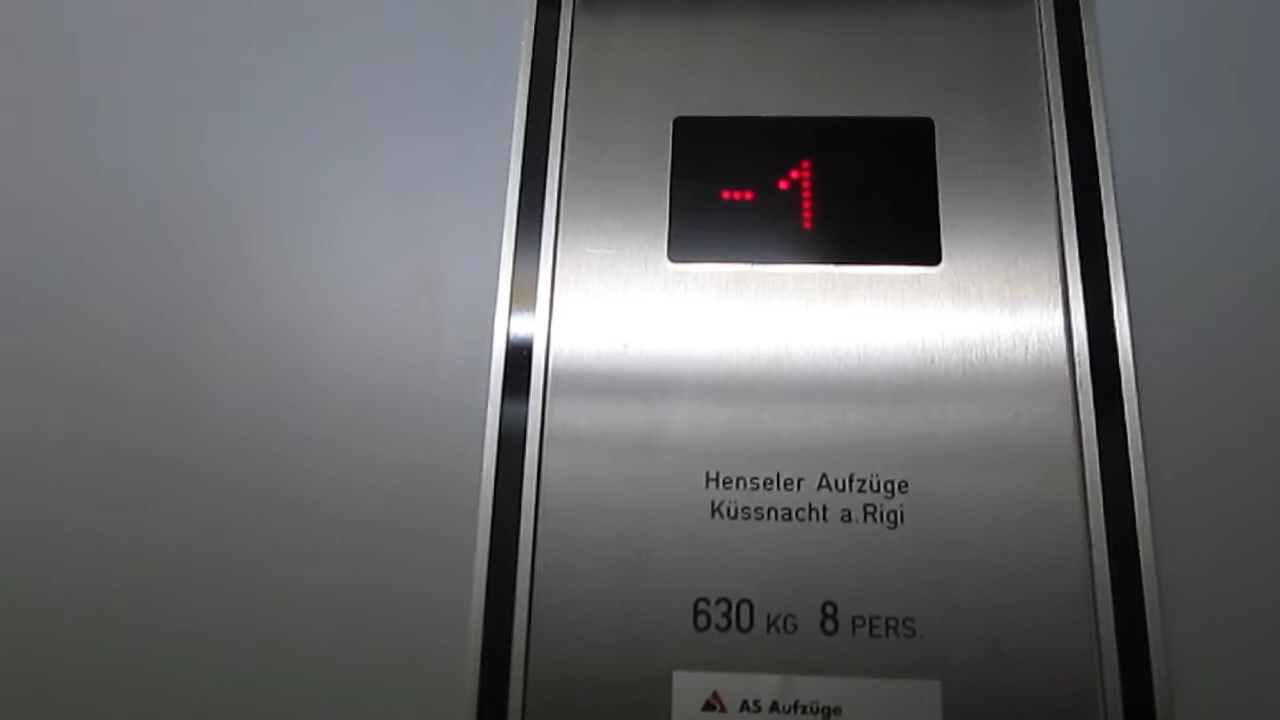 -1
Henseler Aufzüge
Küssnacht a.Rigi
630 KG 8 PERS.
AS Aufzüge